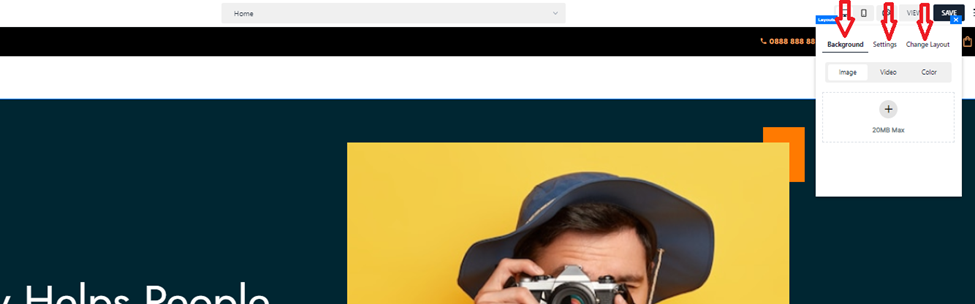 Home
VIEW
SAVE
Layouts
0888 888 88
Background
Settings
Change Layout
Image
Video
Color
20MB Max
Helps People